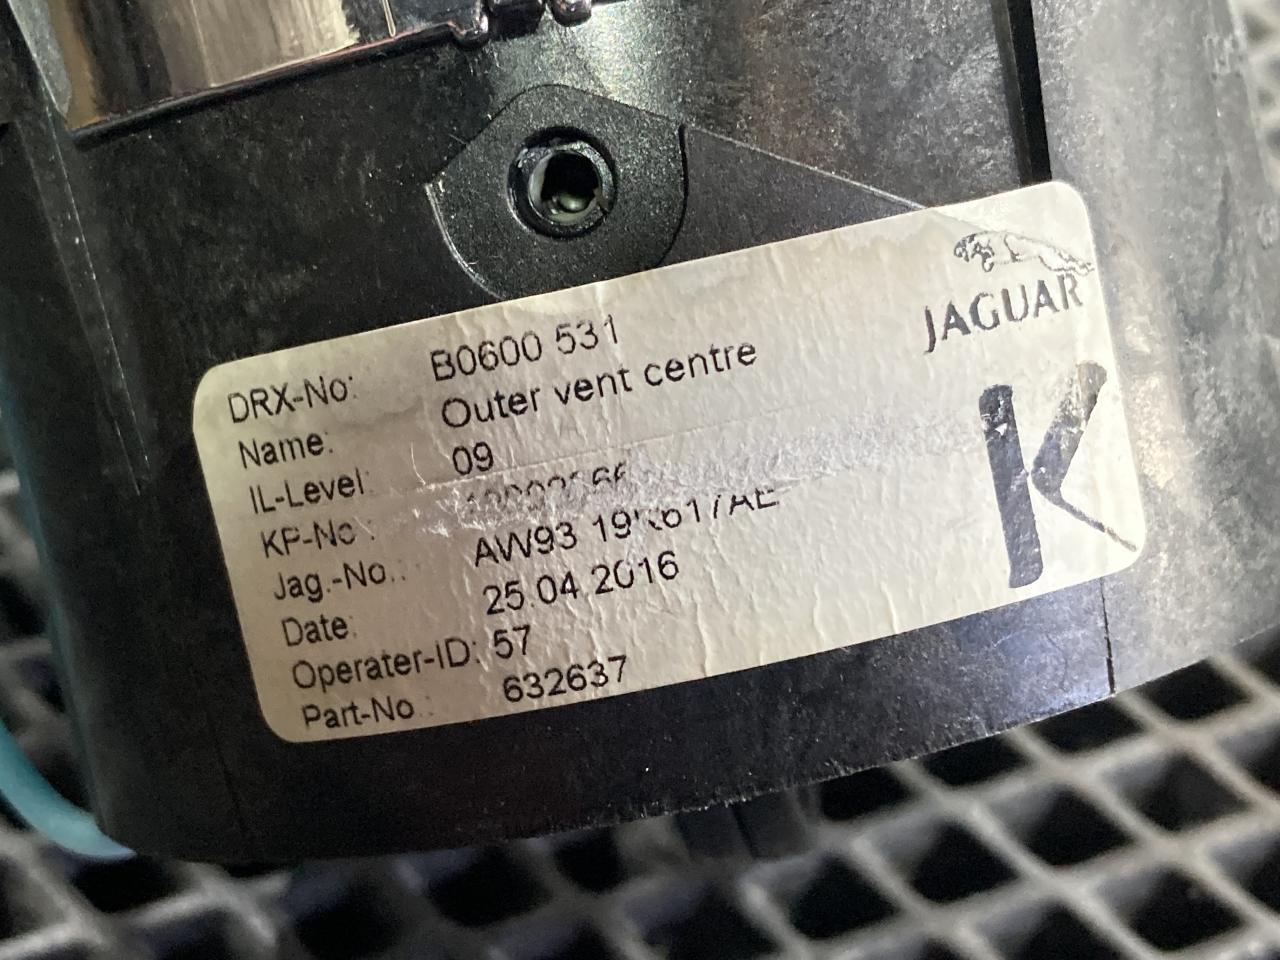 JAGUAR
K
DRX-No: B0600 531
Name: Outer vent centre
IL-Level 09
KP-No :
Jag.-No.: AW93
Date: 25.04.2016
Operater-ID: 57
Part-No.: 632637